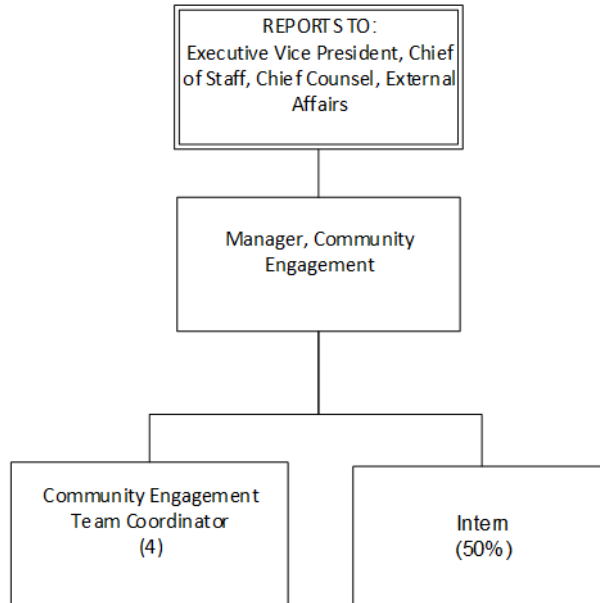 REPORTS TO:
Executive Vice President, Chief
of Staff, Chief Counsel, External
Affairs
Manager, Community
Engagement
Community Engagement
Team Coordinator
(4)
Intern
(50%)